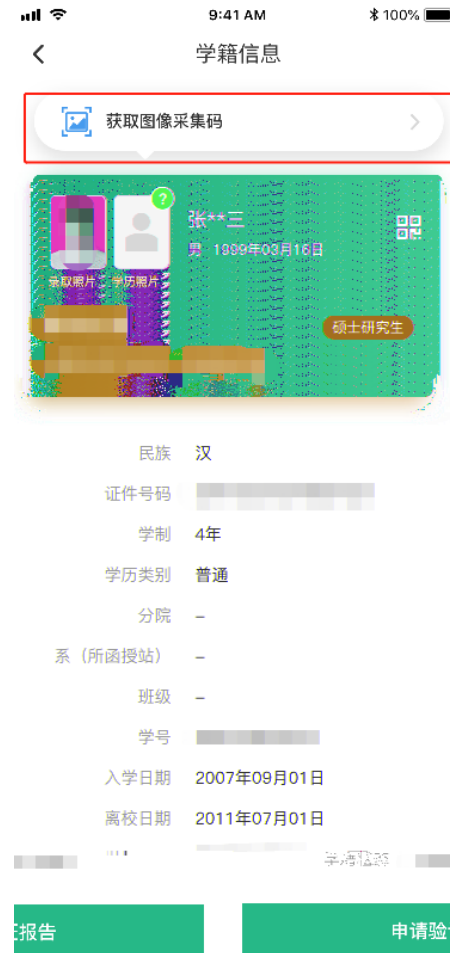 9:41 AM 100%
学籍信息
获取图像采集码
?
张**三
男 1999年03月16日
录取照片 学历照片
硕士研究生
民族 汉
证件号码
学制 4年
学历类别 普通
分院 –
系（所函授站） –
班级 –
学号
入学日期 2007年09月01日
离校日期 2011年07月01日
报告 申请验